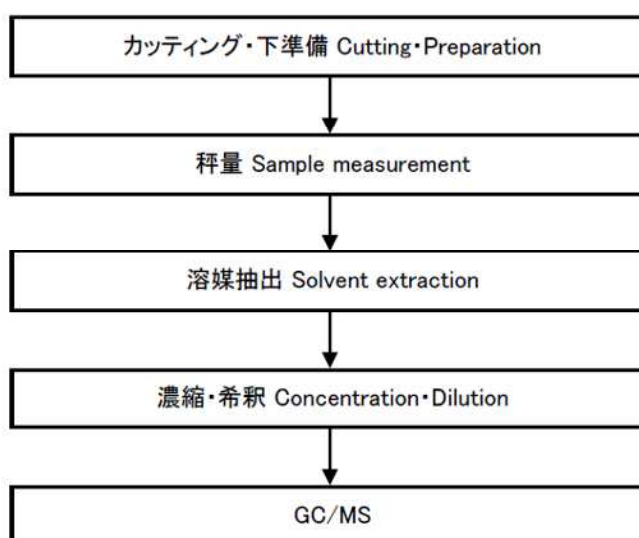 カッティング・下準備 Cutting・Preparation
秤量 Sample measurement
溶媒抽出 Solvent extraction
濃縮・希釈 Concentration・Dilution
GC/MS